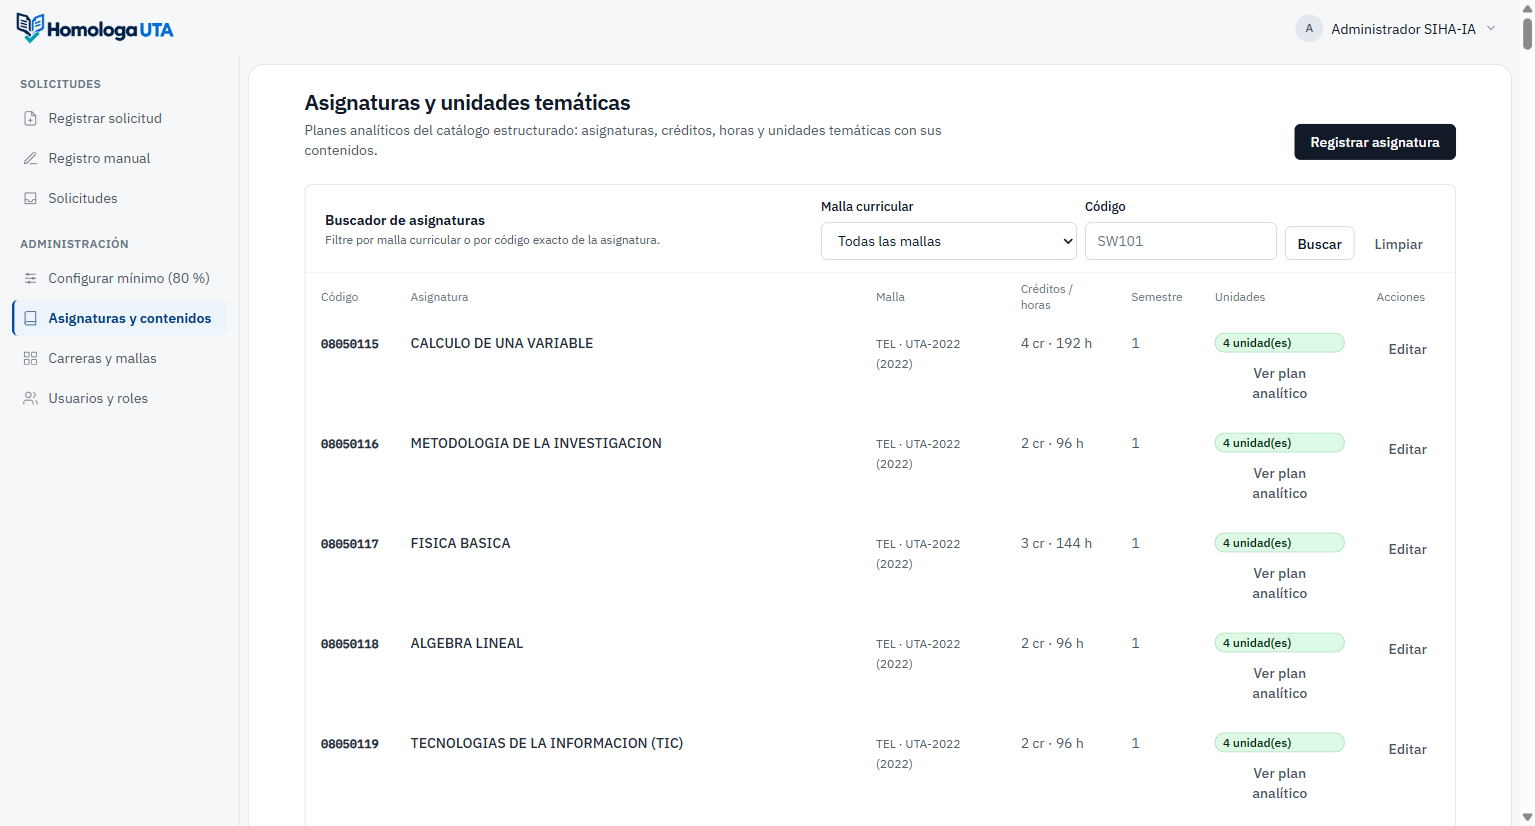 HomologaUTA
A
Administrador SIHA-IA
SOLICITUDES
Registrar solicitud
Registro manual
Solicitudes
ADMINISTRACIÓN
Configurar mínimo (80 %)
Asignaturas y contenidos
Carreras y mallas
Usuarios y roles
Asignaturas y unidades temáticas
Planes analíticos del catálogo estructurado: asignaturas, créditos, horas y unidades temáticas con sus
contenidos.
Registrar asignatura
Buscador de asignaturas
Filtre por malla curricular o por código exacto de la asignatura.
Malla curricular
Todas las mallas
Código
SW101
Buscar
Limpiar
Código
Asignatura
Malla
Créditos /
horas
Semestre
Unidades
Acciones
08050115
CALCULO DE UNA VARIABLE
TEL · UTA-2022
(2022)
4 cr · 192 h
1
4 unidad(es)
Ver plan
analítico
Editar
08050116
METODOLOGIA DE LA INVESTIGACION
TEL · UTA-2022
(2022)
2 cr · 96 h
1
4 unidad(es)
Ver plan
analítico
Editar
08050117
FISICA BASICA
TEL · UTA-2022
(2022)
3 cr · 144 h
1
4 unidad(es)
Ver plan
analítico
Editar
08050118
ALGEBRA LINEAL
TEL · UTA-2022
(2022)
2 cr · 96 h
1
4 unidad(es)
Ver plan
analítico
Editar
08050119
TECNOLOGIAS DE LA INFORMACION (TIC)
TEL · UTA-2022
(2022)
2 cr · 96 h
1
4 unidad(es)
Ver plan
analítico
Editar